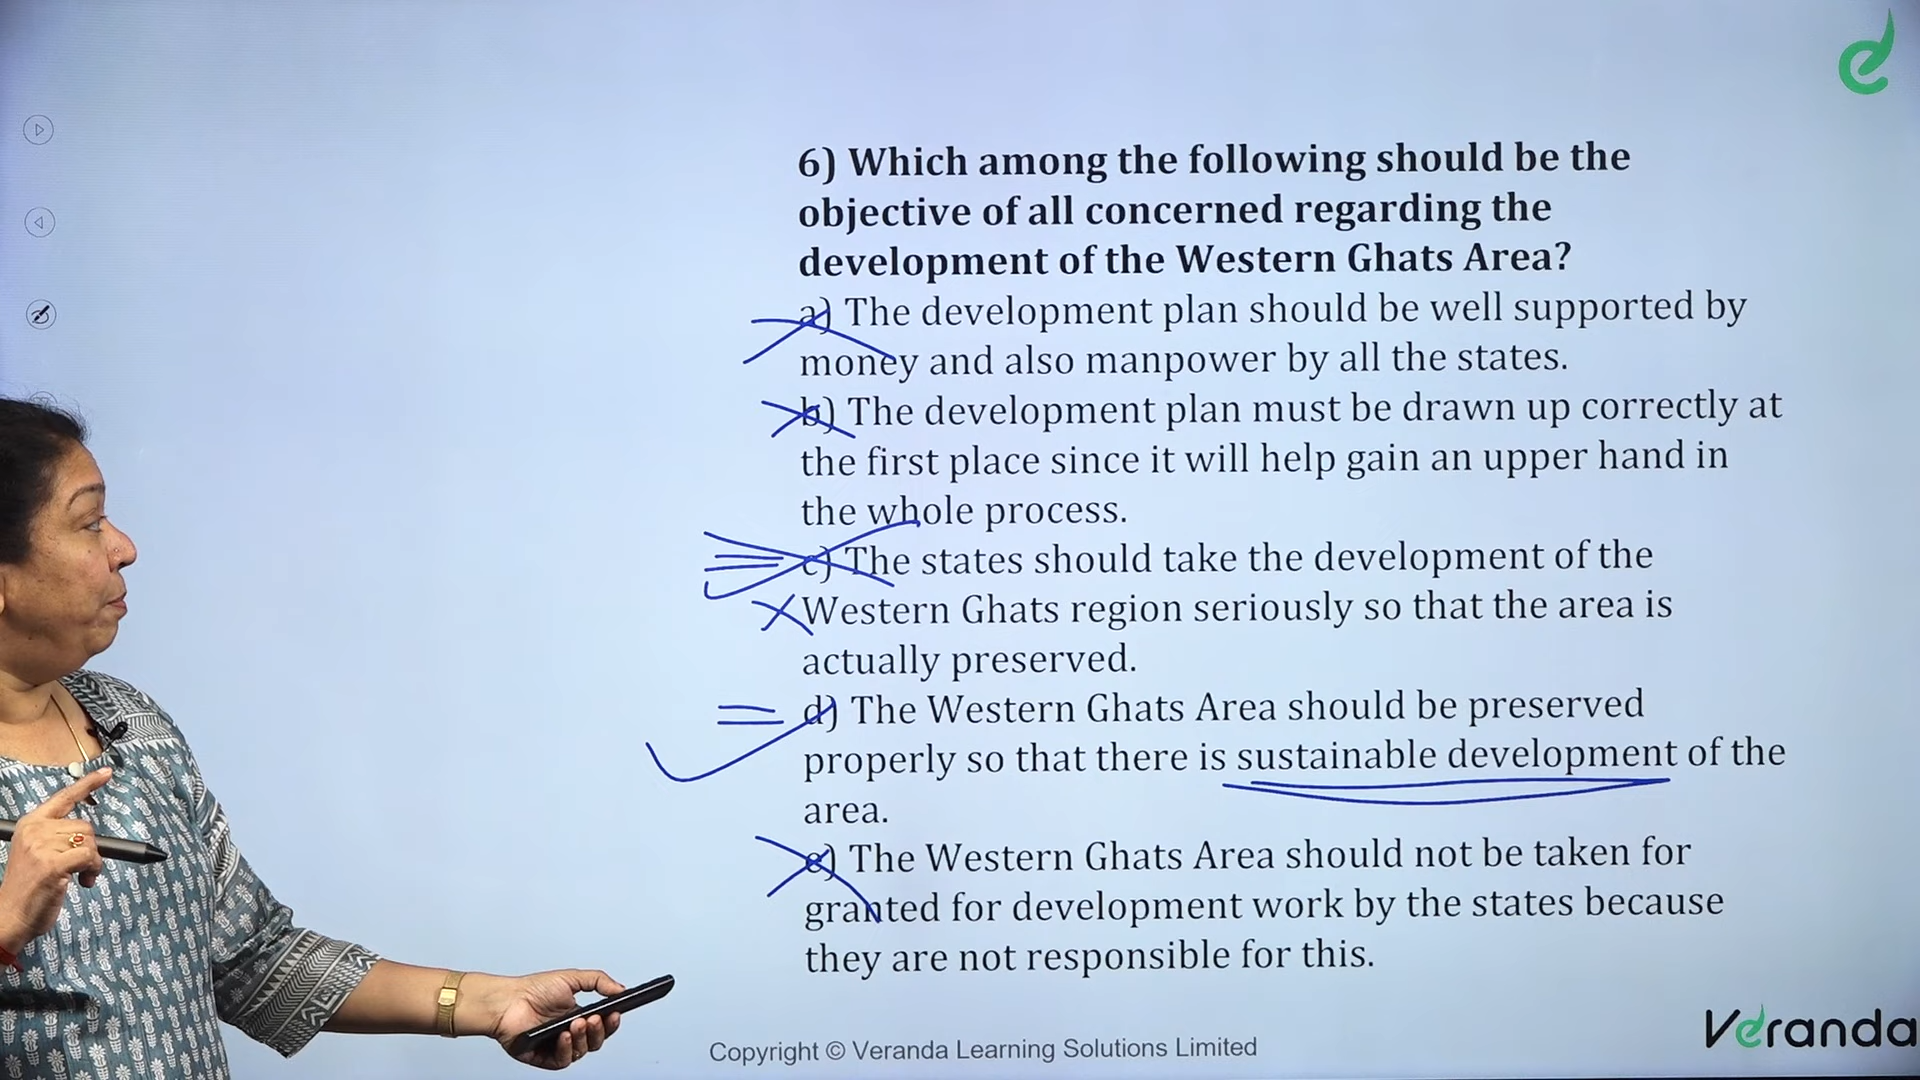 6) Which among the following should be the
objective of all concerned regarding the
development of the Western Ghats Area?
a) The development plan should be well supported by
money and also manpower by all the states.
b) The development plan must be drawn up correctly at
the first place since it will help gain an upper hand in
the whole process.
c) The states should take the development of the
Western Ghats region seriously so that the area is
actually preserved.
d) The Western Ghats Area should be preserved
properly so that there is sustainable development of the
area.
e) The Western Ghats Area should not be taken for
granted for development work by the states because
they are not responsible for this.
Veranda
Copyright © Veranda Learning Solutions Limited